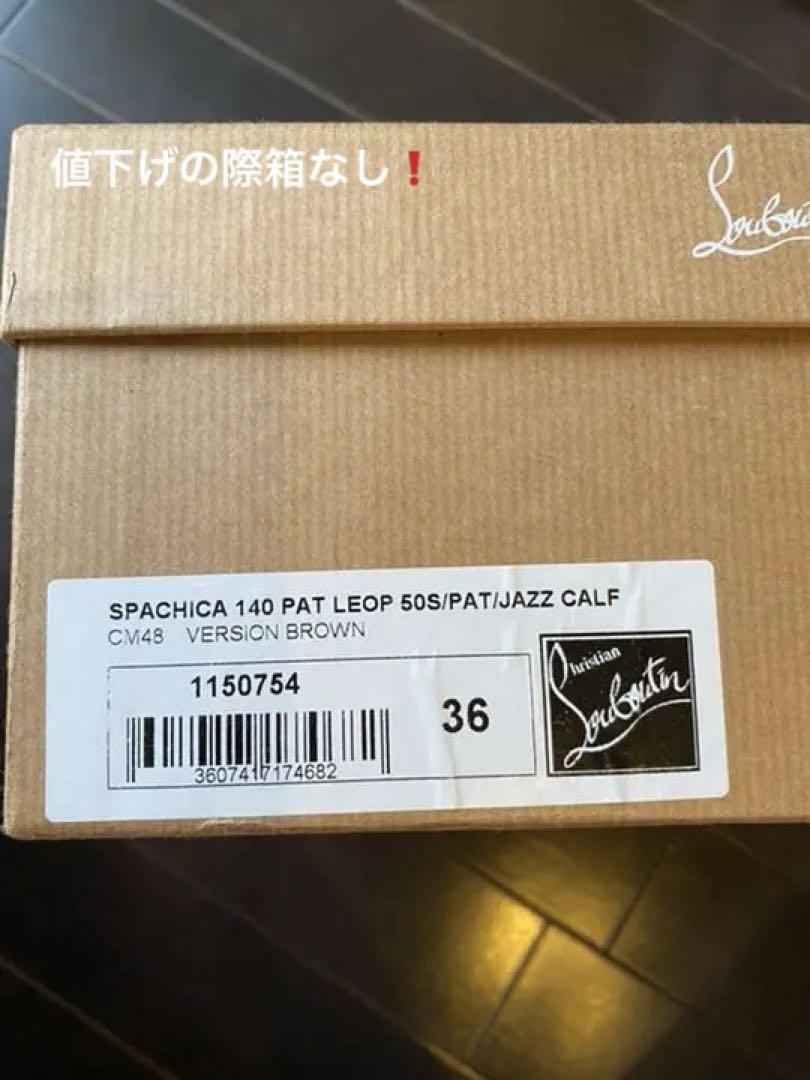 値下げの際箱なし❗
Loubou
SPACHICA 140 PAT LEOP 50S/PAT/JAZZ CALF
CM48 VERSION BROWN
1150754
36
3607417174682
Christian
Louboutin